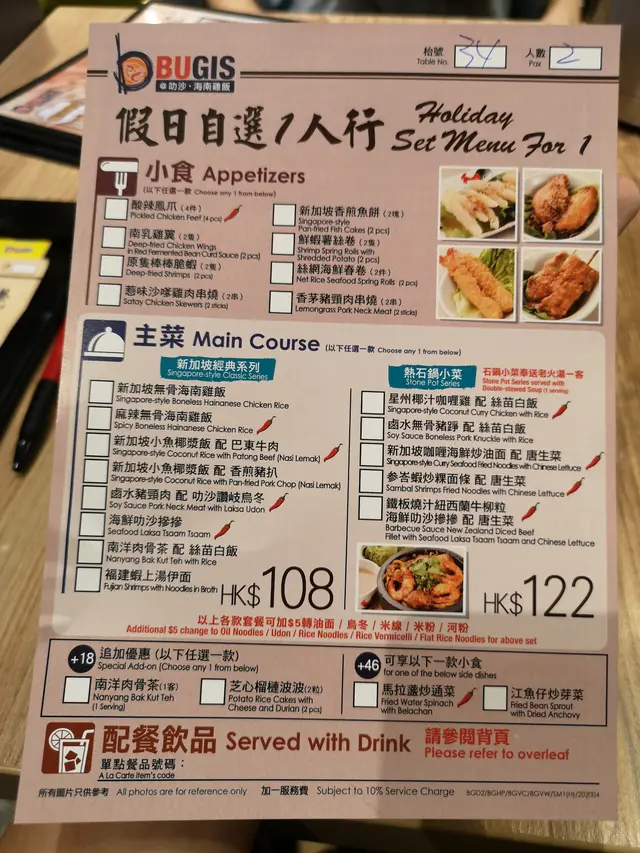 BUGIS
@ 叻沙．海南雞飯
枱號
Table No.
34
人數
Pax
2
假日自選1人行
Holiday
Set Menu For 1
小食 Appetizers
(以下任選一款 Choose any 1 from below)
酸辣鳳爪 (4件)
Pickled Chicken Feet (4 pcs)
南乳雞翼 (2隻)
Deep-fried Chicken Wings
in Red Fermented Bean Curd Sauce (2 pcs)
原隻棒棒脆蝦 (2隻)
Deep-fried Shrimps (2 pcs)
惹味沙嗲雞肉串燒 (2串)
Satay Chicken Skewers (2 sticks)
新加坡香煎魚餅 (2塊)
Singapore-style
Pan-fried Fish Cakes (2 pcs)
鮮蝦薯絲卷 (2隻)
Shrimp Spring Rolls with
Shredded Potato (2 pcs)
絲網海鮮春卷 (2件)
Net Rice Seafood Spring Rolls (2 pcs)
香茅豬頸肉串燒 (2串)
Lemongrass Pork Neck Meat (2 sticks)
主菜 Main Course (以下任選一款 Choose any 1 from below)
新加坡經典系列
Singapore-style Classic Series
新加坡無骨海南雞飯
Singapore-style Boneless Hainanese Chicken Rice
麻辣無骨海南雞飯
Spicy Boneless Hainanese Chicken Rice
新加坡小魚椰漿飯 配 巴東牛肉
Singapore-style Coconut Rice with Patong Beef (Nasi Lemak)
新加坡小魚椰漿飯 配 香煎豬扒
Singapore-style Coconut Rice with Pan-fried Pork Chop (Nasi Lemak)
鹵水豬頸肉 配 叻沙讚岐烏冬
Soy Sauce Pork Neck Meat with Laksa Udon
海鮮叻沙摻摻
Seafood Laksa Tsaam Tsaam
南洋肉骨茶 配 絲苗白飯
Nanyang Bak Kut Teh with Rice
福建蝦上湯伊面
Fujian Shrimps with Noodles in Broth
HK$108
熱石鍋小菜
Stone Pot Series
石鍋小菜奉送老火湯一客
Stone Pot Series served with
Double-stewed Soup (1 serving)
星州椰汁咖喱雞 配 絲苗白飯
Singapore-style Coconut Curry Chicken with Rice
鹵水無骨豬踭 配 絲苗白飯
Soy Sauce Boneless Pork Knuckle with Rice
新加坡咖喱海鮮炒油面 配 唐生菜
Singapore-style Curry Seafood Fried Noodles with Chinese Lettuce
參峇蝦炒粿面條 配 唐生菜
Sambal Shrimps Fried Noodles with Chinese Lettuce
鐵板燒汁紐西蘭牛柳粒
海鮮叻沙摻摻 配 唐生菜
Barbecue Sauce New Zealand Diced Beef
Fillet with Seafood Laksa Tsaam Tsaam and Chinese Lettuce
HK$122
以上各款套餐可加$5轉油面 / 烏冬 / 米線 / 米粉 / 河粉
Additional $5 change to Oil Noodles / Udon / Rice Noodles / Rice Vermicelli / Flat Rice Noodles for above set
+18
追加優惠 (以下任選一款)
Special Add-on (Choose any 1 from below)
南洋肉骨茶(1客)
Nanyang Bak Kut Teh
(1 Serving)
芝心榴槤波波(2粒)
Potato Rice Cakes with
Cheese and Durian (2 pcs)
+46
可享以下一款小食
for one of the below side dishes
馬拉盞炒通菜
Fried Water Spinach
with Belachan
江魚仔炒芽菜
Fried Bean Sprout
with Dried Anchovy
配餐飲品 Served with Drink
請參閱背頁
Please refer to overleaf
單點餐品號碼：
A La Carte item's code
所有圖片只供參考 All photos are for reference only
加一服務費 Subject to 10% Service Charge
BGD2/BGHP/BGVC/BGVW/SM1(H)/202004